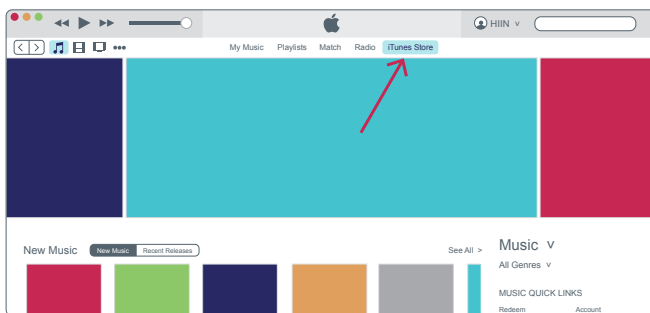 HIIN
My Music Playlists Match Radio iTunes Store
New Music New Music Recent Releases See All >
Music
All Genres
MUSIC QUICK LINKS
Redeem Account